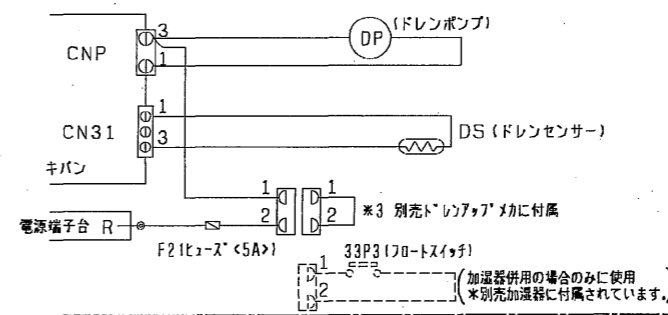 3
(ドレンポンプ)
DP
CNP
1
1
CN31
3
DS (ドレンセンサー)
キバン
1
1
※3 別売ドレンアップメカに付属
電源端子台 R
2
2
F2(ヒューズ<5A>)
33P3(フロートスイッチ)
1
2
加湿器併用の場合のみに使用
※別売加湿器に付属されています。